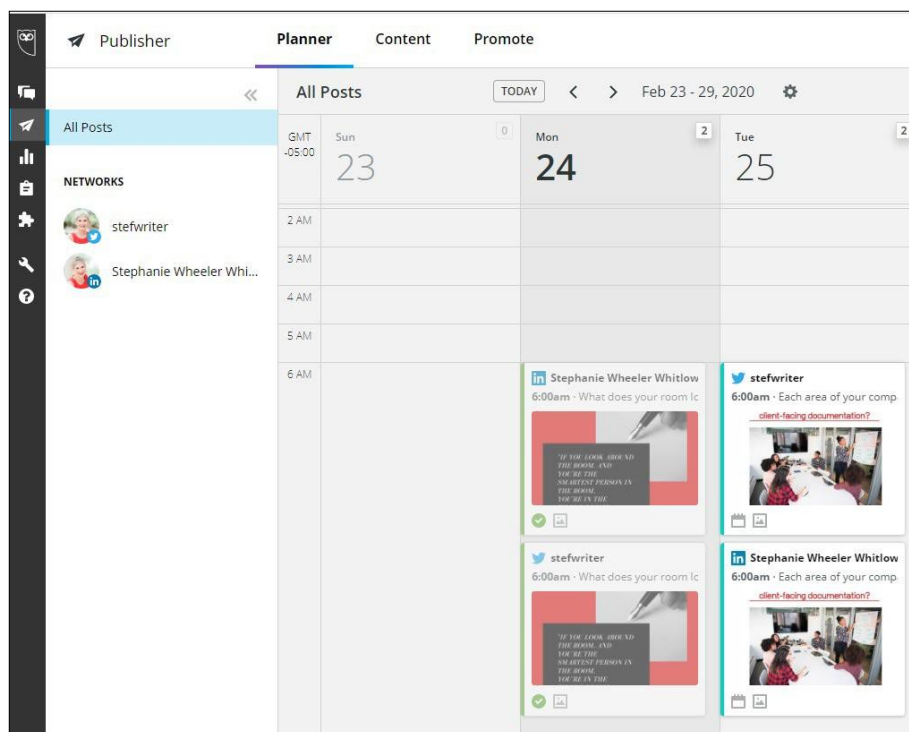 Publisher
Planner Content Promote
All Posts
TODAY
Feb 23 - 29, 2020
All Posts
NETWORKS
stefwriter
Stephanie Wheeler Whi...
GMT
-05:00
Sun
23
0
Mon
24
2
Tue
25
2
2 AM
3 AM
4 AM
5 AM
6 AM
in Stephanie Wheeler Whitlow
6:00am · What does your room lo
"IF YOU LOOK AROUND
THE ROOM, AND
YOU'RE THE
SMARTEST PERSON IN
THE ROOM,
YOU'RE IN THE
stefwriter
6:00am · Each area of your comp
client-facing documentation?
stefwriter
6:00am · What does your room lo
"IF YOU LOOK AROUND
THE ROOM, AND
YOU'RE THE
SMARTEST PERSON IN
THE ROOM,
YOU'RE IN THE
in Stephanie Wheeler Whitlow
6:00am · Each area of your comp
client-facing documentation?